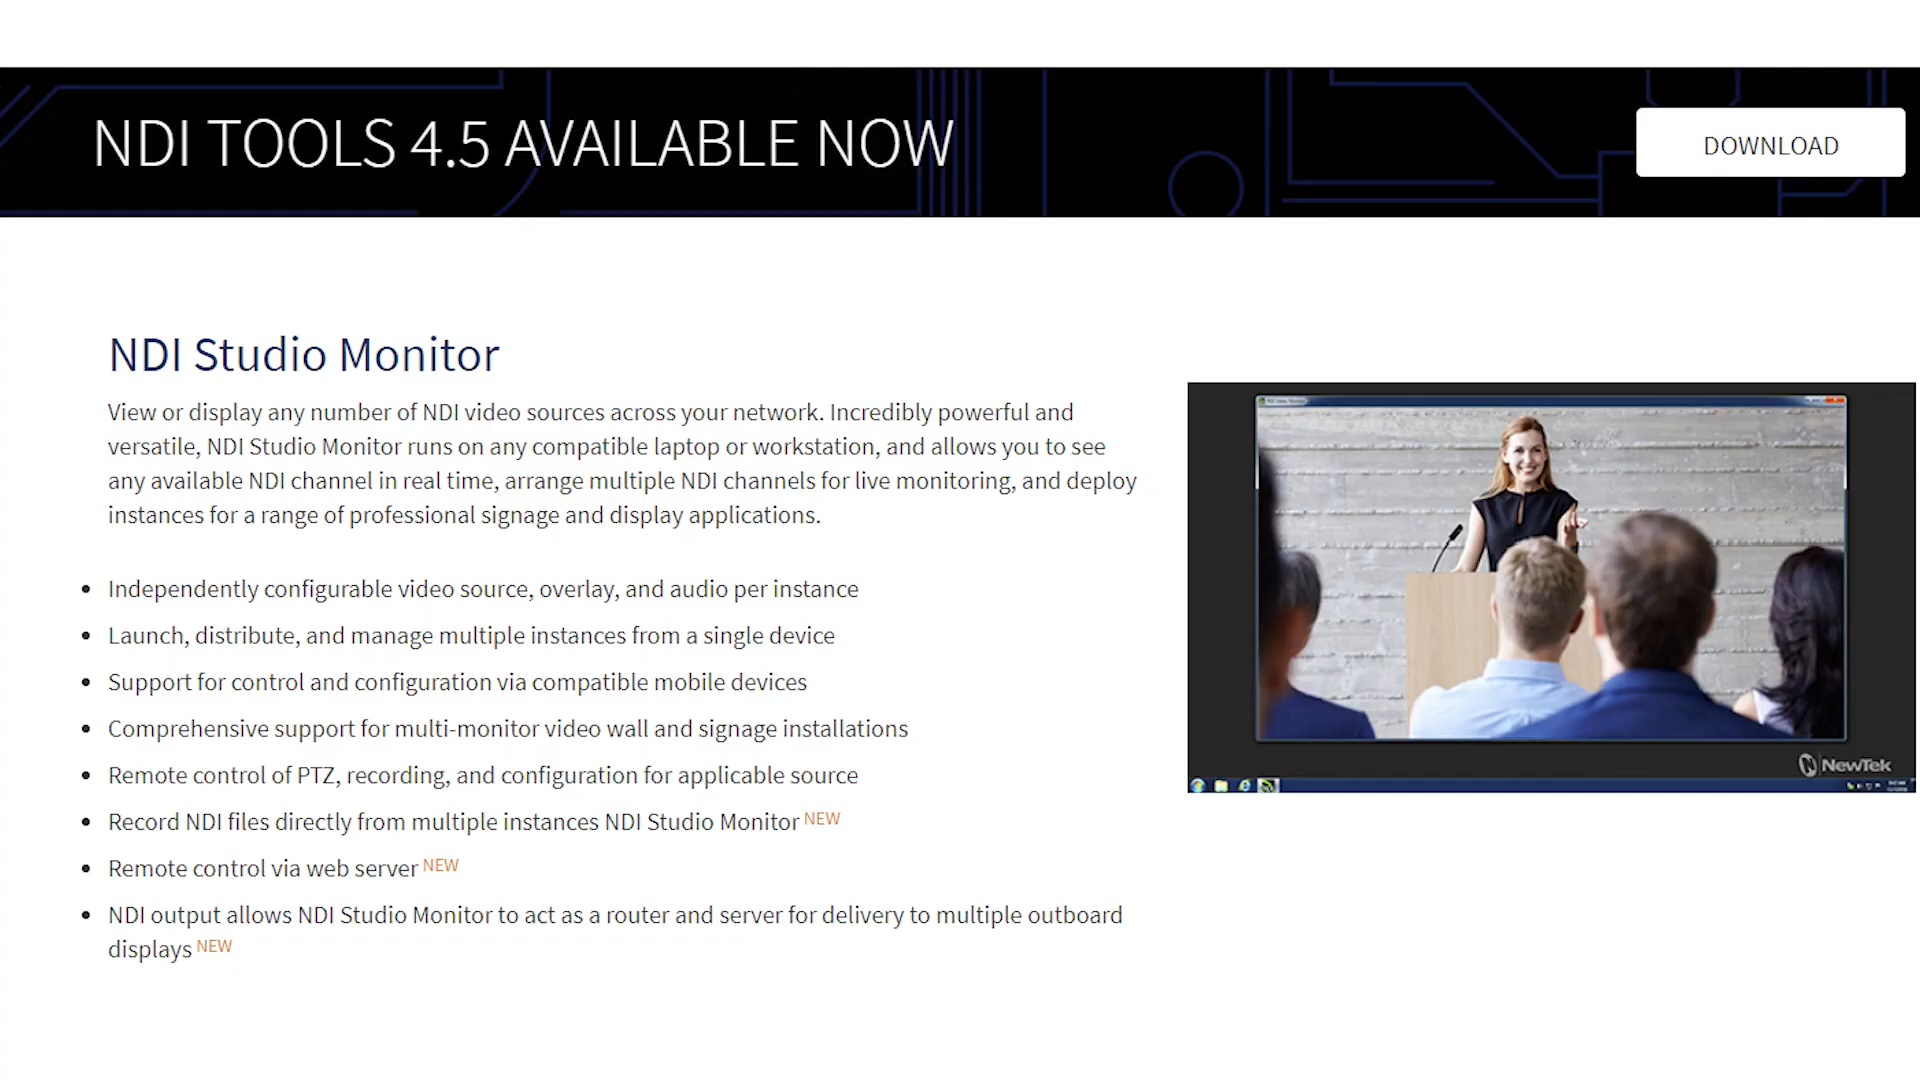 NDI TOOLS 4.5 AVAILABLE NOW
DOWNLOAD
NDI Studio Monitor
View or display any number of NDI video sources across your network. Incredibly powerful and
versatile, NDI Studio Monitor runs on any compatible laptop or workstation, and allows you to see
any available NDI channel in real time, arrange multiple NDI channels for live monitoring, and deploy
instances for a range of professional signage and display applications.
• Independently configurable video source, overlay, and audio per instance
• Launch, distribute, and manage multiple instances from a single device
• Support for control and configuration via compatible mobile devices
• Comprehensive support for multi-monitor video wall and signage installations
• Remote control of PTZ, recording, and configuration for applicable source
• Record NDI files directly from multiple instances NDI Studio Monitor NEW
• Remote control via web server NEW
• NDI output allows NDI Studio Monitor to act as a router and server for delivery to multiple outboard
displays NEW
NewTek